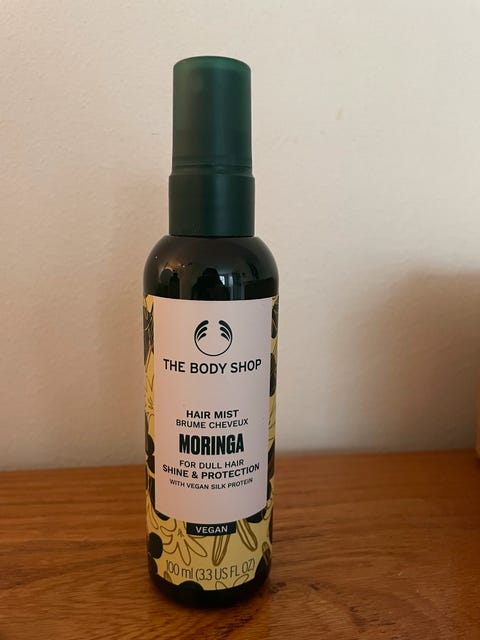 THE BODY SHOP
HAIR MIST
BRUME CHEVEUX
MORINGA
FOR DULL HAIR
SHINE & PROTECTION
WITH VEGAN SILK PROTEIN
VEGAN
100 ml (3.3 US FL OZ)